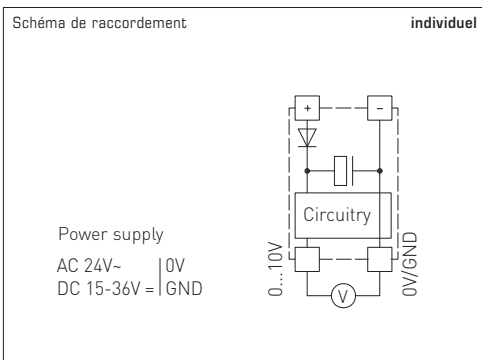 Schéma de raccordement individuel
+ −
Circuitry
Power supply
AC 24V~ | 0V
DC 15-36V = | GND
0...10V
0V/GND
V